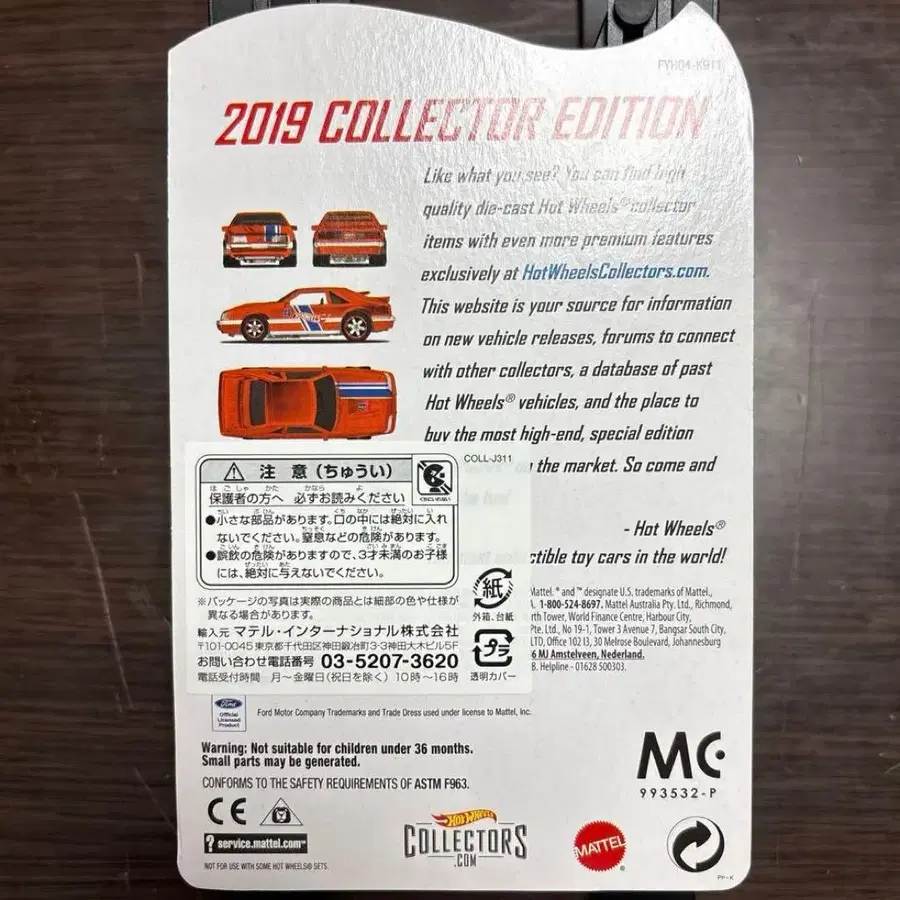 FYH04-K911
2019 COLLECTOR EDITION
Like what you see? You can find high
quality die-cast Hot Wheels® collector
items with even more premium features
exclusively at HotWheelsCollectors.com.
This website is your source for information
on new vehicle releases, forums to connect
with other collectors, a database of past
Hot Wheels® vehicles, and the place to
buy the most high-end, special edition
the market. So come and
- Hot Wheels®
ctible toy cars in the world!
COLL-J311
⚠ 注 意 (ちゅうい)
保護者の方へ 必ずお読みください
●小さな部品があります。口の中には絶対に入れ
ないでください。窒息などの危険があります。
●誤飲の危険がありますので、3才未満のお子様
には、絶対に与えないでください。
※パッケージの写真は実際の商品とは細部の色や仕様が
異なる場合があります。
輸入元 マテル・インターナショナル株式会社
〒101-0045 東京都千代田区神田鍛冶町3-3神田大木ビル5F
お問い合わせ電話番号 03-5207-3620
電話受付時間 月~金曜日(祝日を除く) 10時~16時
紙
外箱、台紙
プラ
透明カバー
Mattel. ® and ™ designate U.S. trademarks of Mattel.,
1-800-524-8697. Mattel Australia Pty. Ltd., Richmond,
rth Tower, World Finance Centre, Harbour City,
Pte. Ltd., No 19-1, Tower 3 Avenue 7, Bangsar South City,
LTD, Office 102 I3, 30 Melrose Boulevard, Johannesburg
6 MJ Amstelveen, Nederland.
B. Helpline - 01628 500303.
Ford
Official
Licensed
Product
Ford Motor Company Trademarks and Trade Dress used under license to Mattel, Inc.
Warning: Not suitable for children under 36 months.
Small parts may be generated.
CONFORMS TO THE SAFETY REQUIREMENTS OF ASTM F963.
MC
993532-P
CE
? service.mattel.com™
NOT FOR USE WITH SOME HOT WHEELS® SETS.
HOT WHEELS
COLLECTORS
.COM
MATTEL
®
PP-K